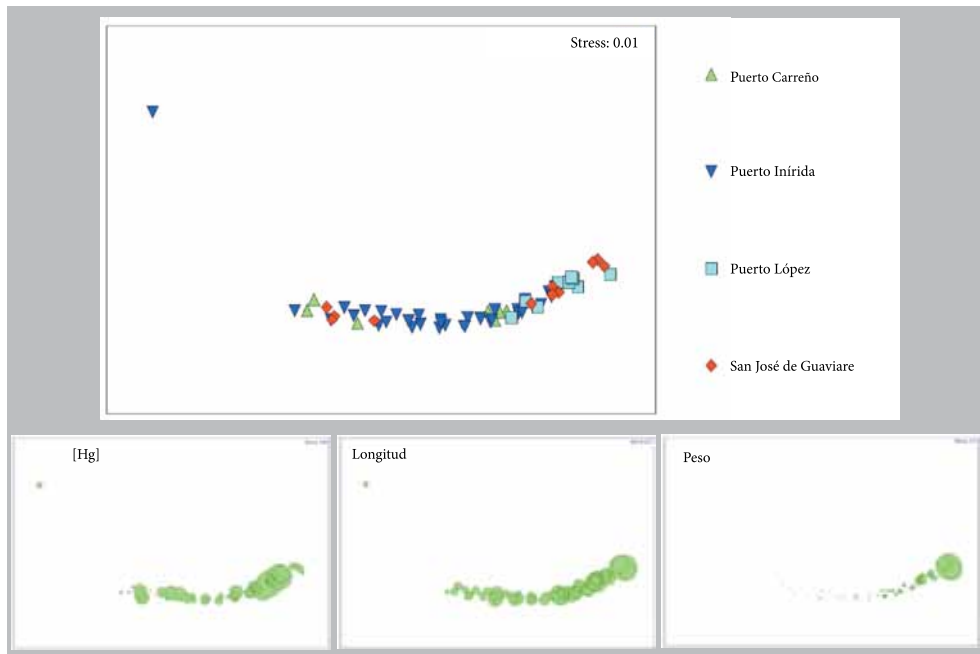 Stress: 0.01
Puerto Carreño
Puerto Inírida
Puerto López
San José de Guaviare
[Hg]
Longitud
Peso